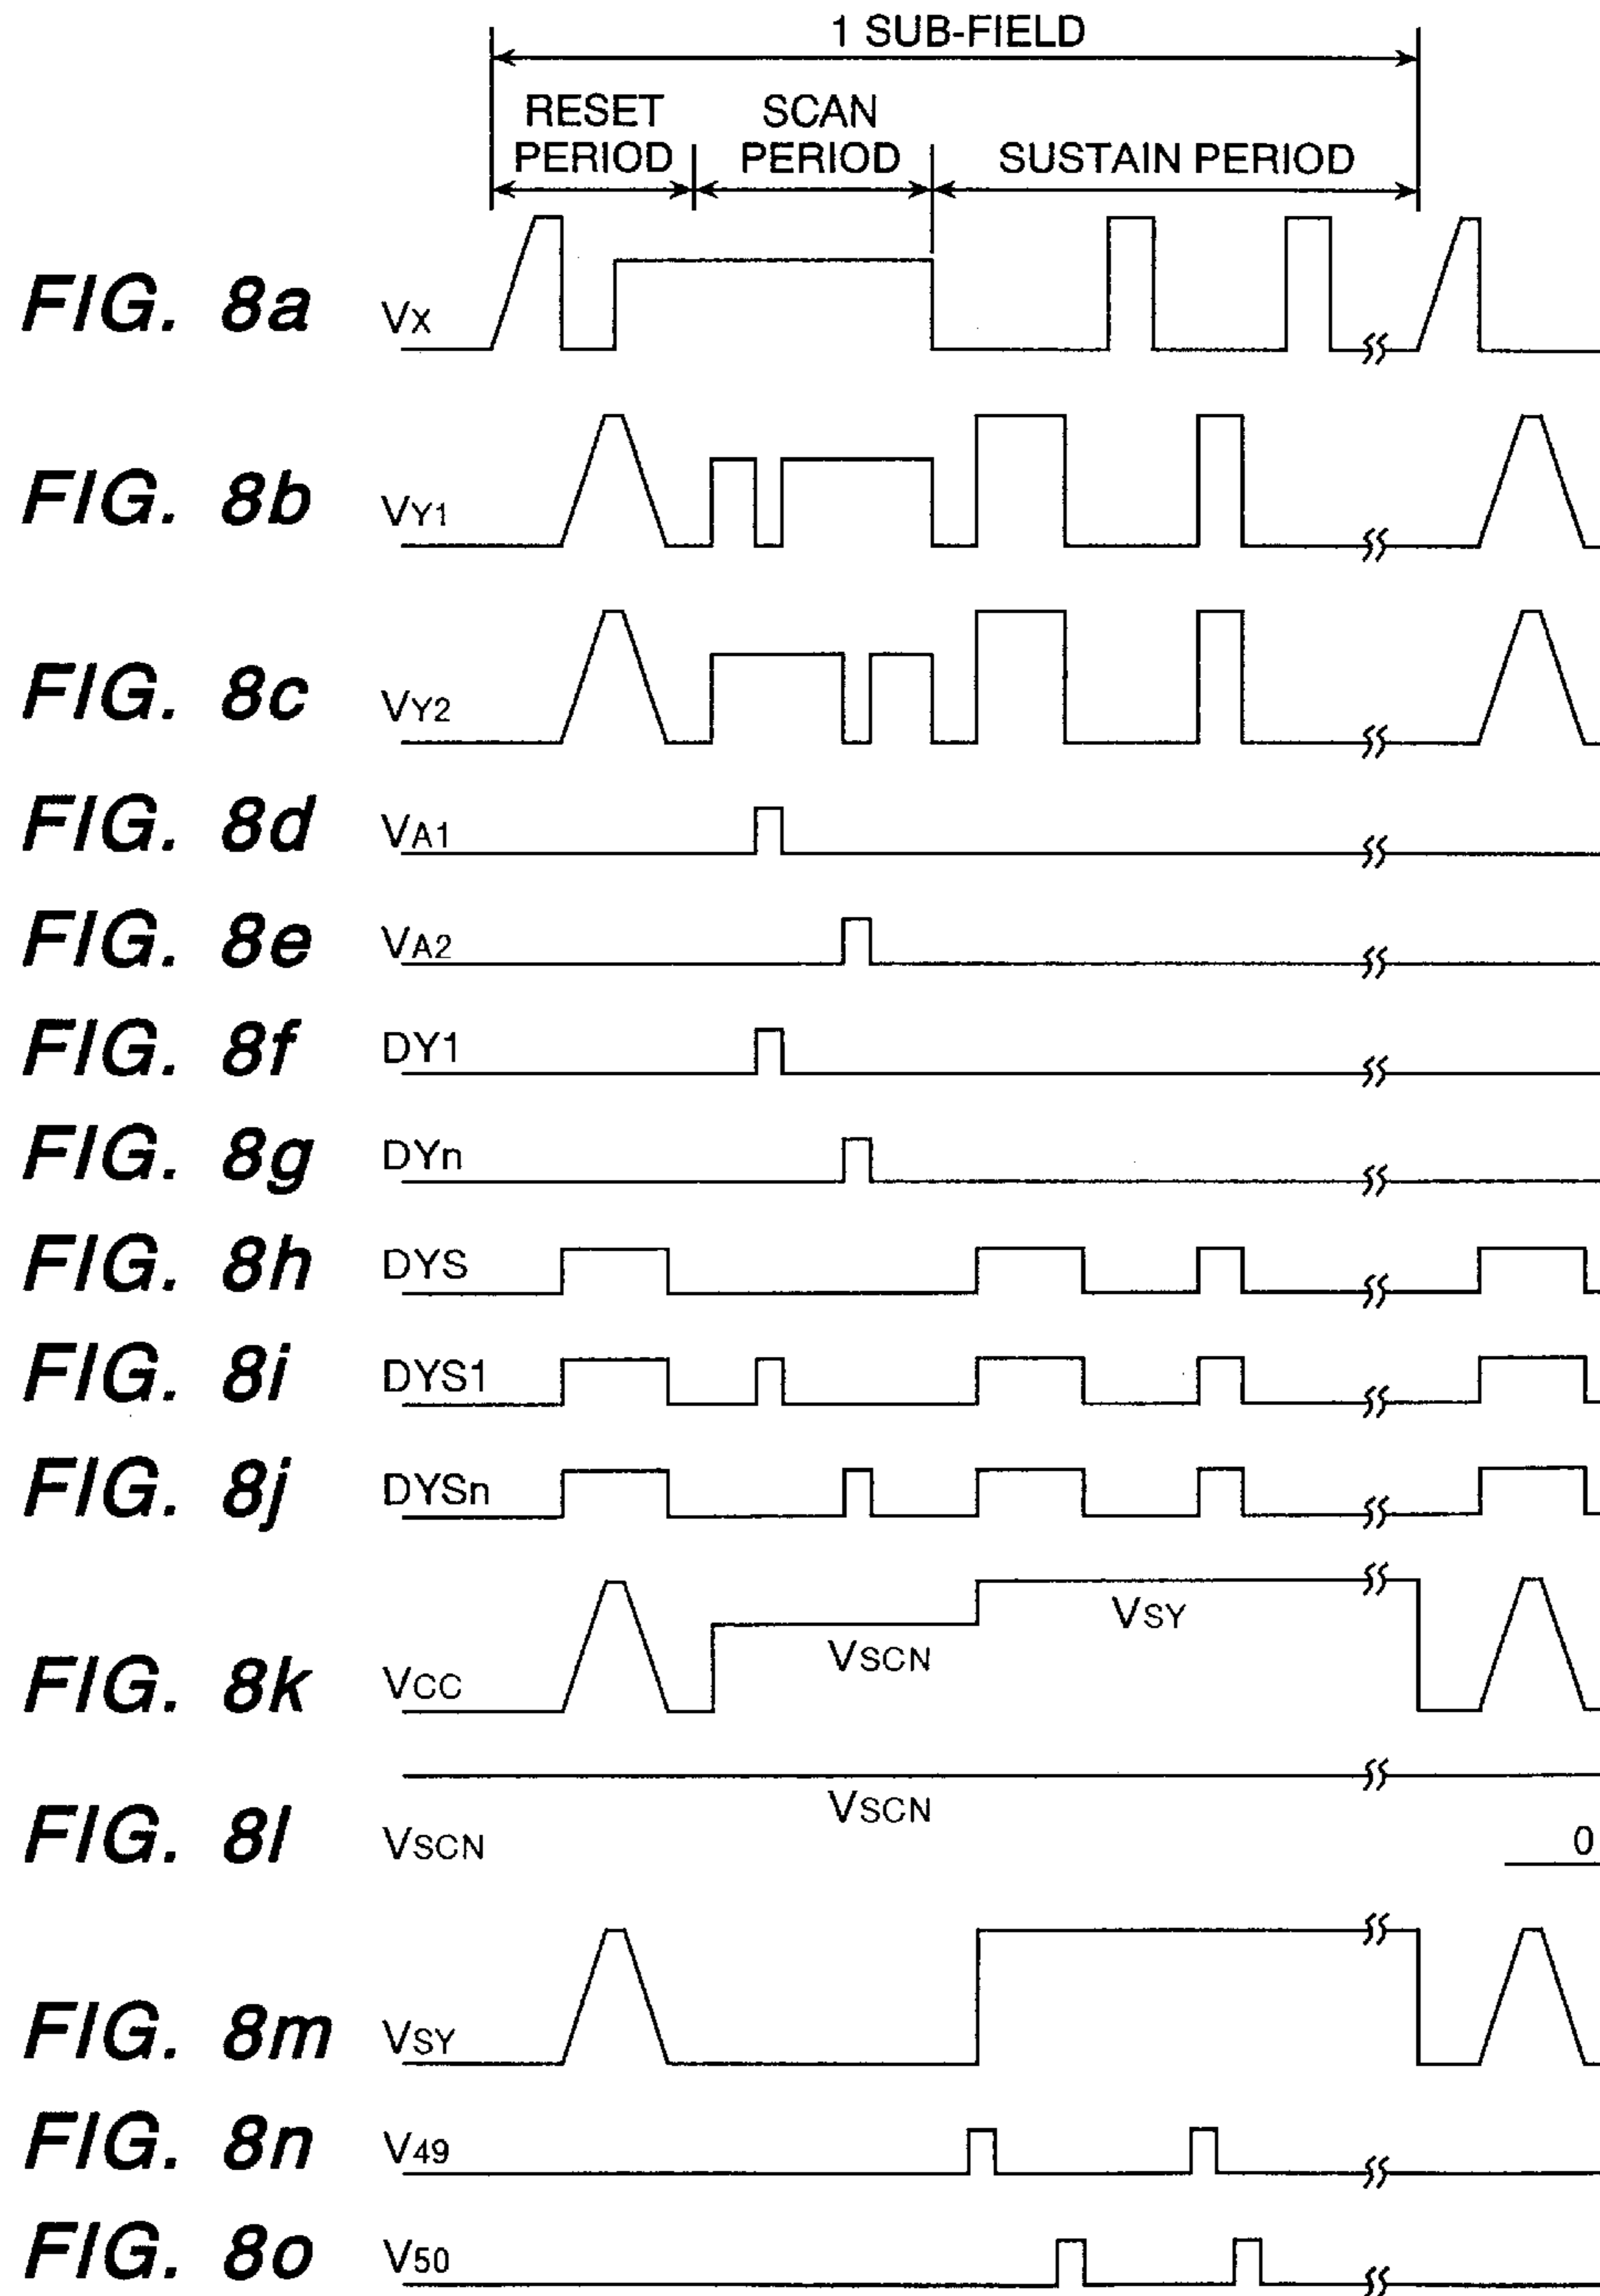 1 SUB-FIELD
RESET PERIOD
SCAN PERIOD
SUSTAIN PERIOD
FIG. 8a VX
FIG. 8b VY1
FIG. 8c VY2
FIG. 8d VA1
FIG. 8e VA2
FIG. 8f DY1
FIG. 8g DYn
FIG. 8h DYS
FIG. 8i DYS1
FIG. 8j DYSn
FIG. 8k VCC VSCN VSY
FIG. 8l VSCN VSCN 0
FIG. 8m VSY
FIG. 8n V49
FIG. 8o V50